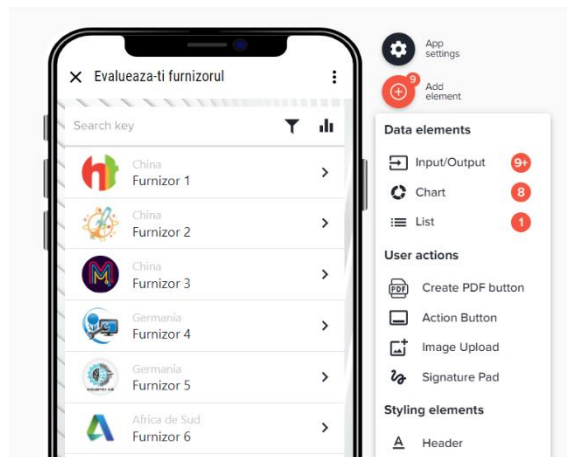 Evalueaza-ti furnizorul
Search key
China
Furnizor 1
China
Furnizor 2
China
Furnizor 3
Germania
Furnizor 4
Germania
Furnizor 5
Africa de Sud
Furnizor 6
App
settings
9
Add
element
Data elements
Input/Output 9+
Chart 8
List 1
User actions
PDF Create PDF button
Action Button
Image Upload
Signature Pad
Styling elements
A Header